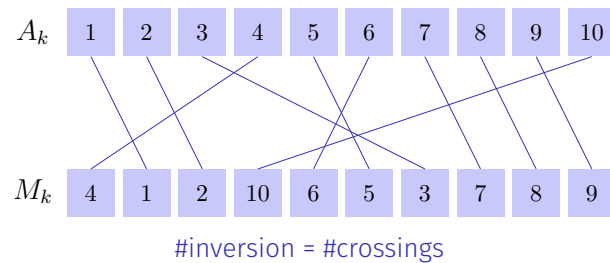 A_k 1 2 3 4 5 6 7 8 9 10
M_k 4 1 2 10 6 5 3 7 8 9
#inversion = #crossings